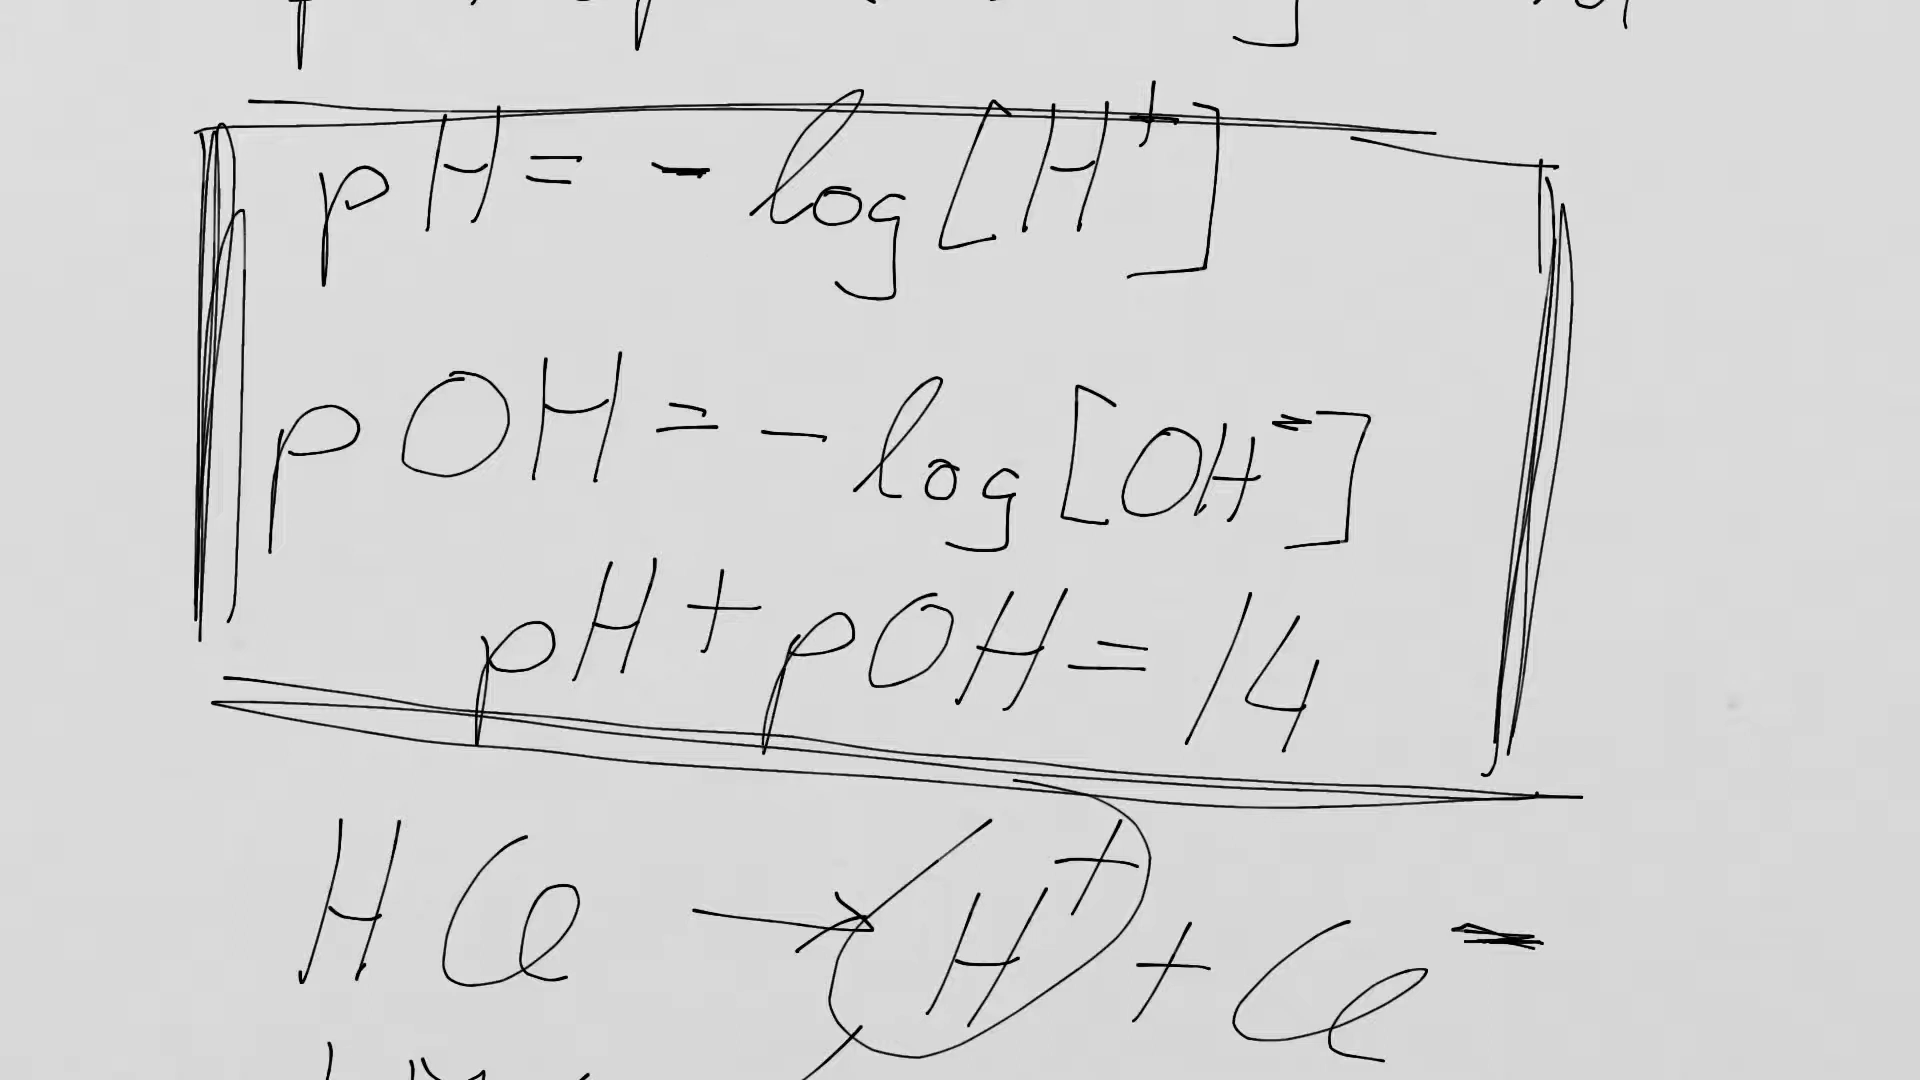 pH = - log [H⁺]
pOH = - log [OH⁻]
pH + pOH = 14
HCl → H⁺ + Cl⁻